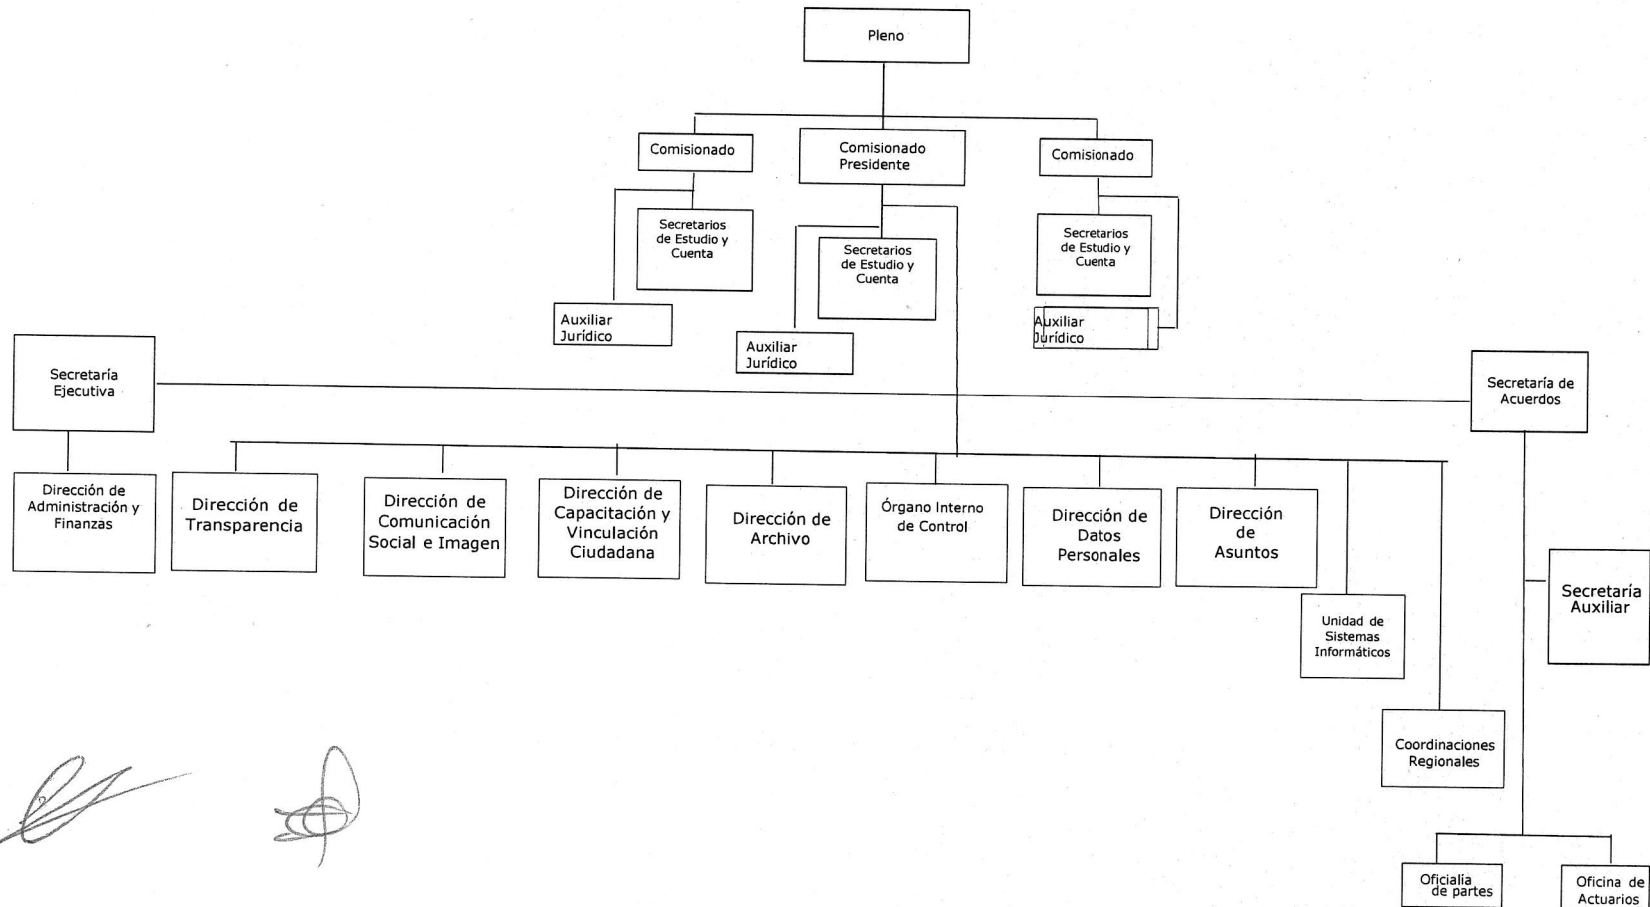 Pleno
Comisionado
Comisionado
Presidente
Comisionado
Secretarios
de Estudio y
Cuenta
Secretarios
de Estudio y
Cuenta
Secretarios
de Estudio y
Cuenta
Auxiliar
Jurídico
Auxiliar
Jurídico
Auxiliar
Jurídico
Secretaría
Ejecutiva
Secretaría de
Acuerdos
Dirección de
Administración y
Finanzas
Dirección de
Transparencia
Dirección de
Comunicación
Social e Imagen
Dirección de
Capacitación y
Vinculación
Ciudadana
Dirección de
Archivo
Órgano Interno
de Control
Dirección de
Datos
Personales
Dirección
de
Asuntos
Unidad de
Sistemas
Informáticos
Secretaría
Auxiliar
Coordinaciones
Regionales
Oficialía
de partes
Oficina de
Actuarios